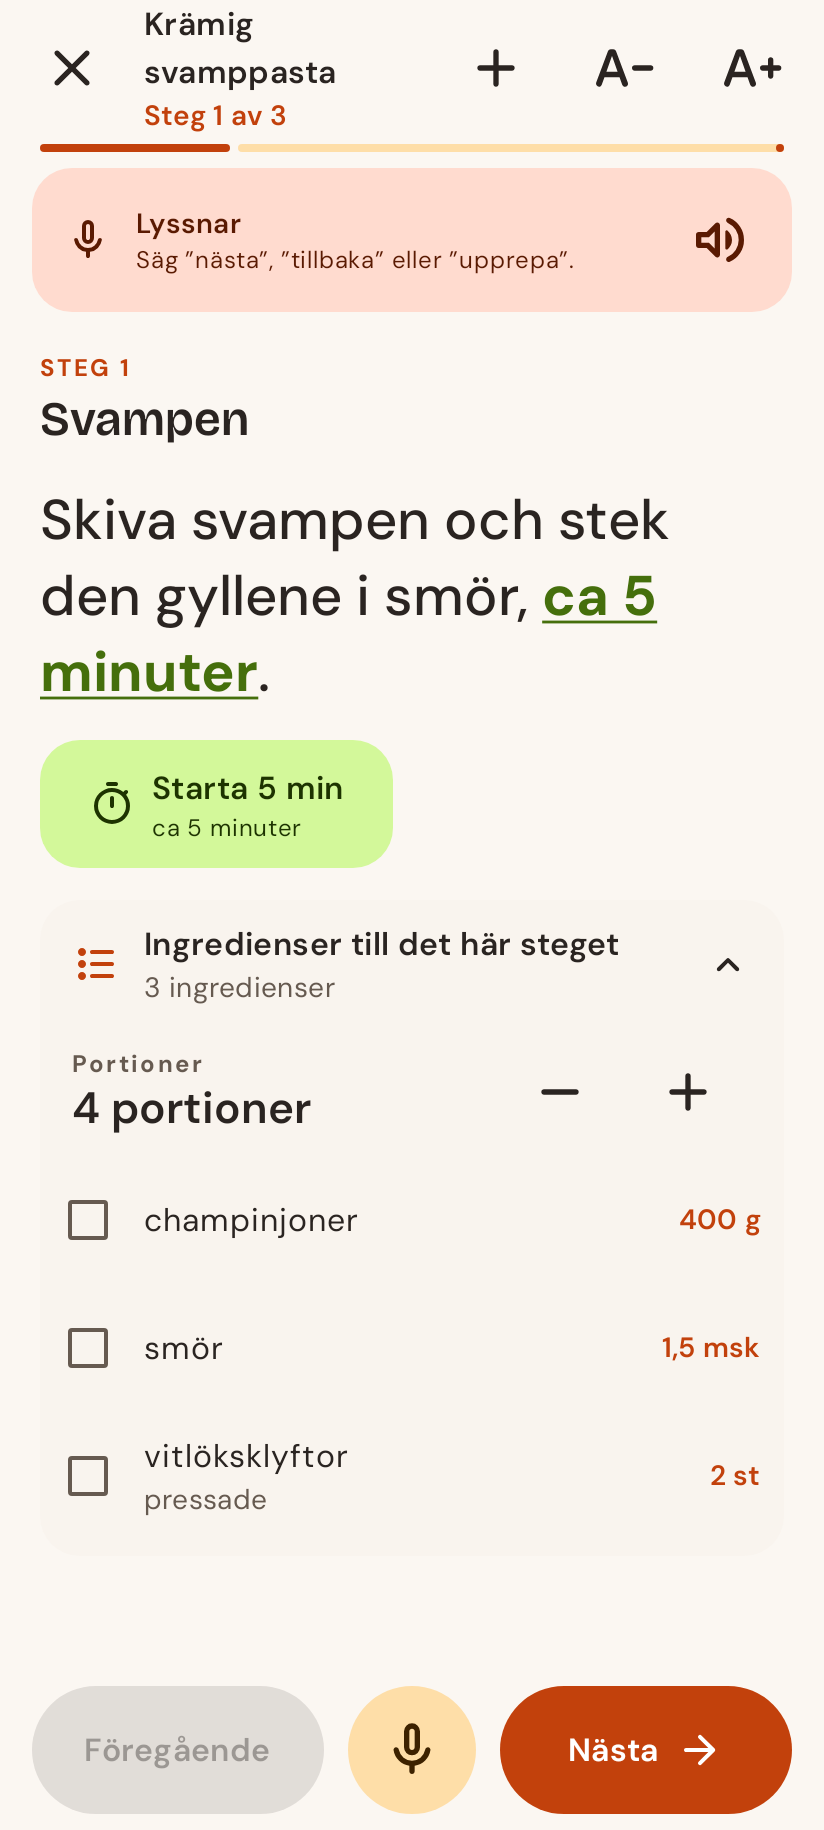 Krämig
svamppasta
Steg 1 av 3
A−
A+
Lyssnar
Säg ”nästa”, ”tillbaka” eller ”upprepa”.
STEG 1
Svampen
Skiva svampen och stek
den gyllene i smör, ca 5
minuter.
Starta 5 min
ca 5 minuter
Ingredienser till det här steget
3 ingredienser
Portioner
4 portioner
champinjoner
400 g
smör
1,5 msk
vitlöksklyftor
pressade
2 st
Föregående
Nästa